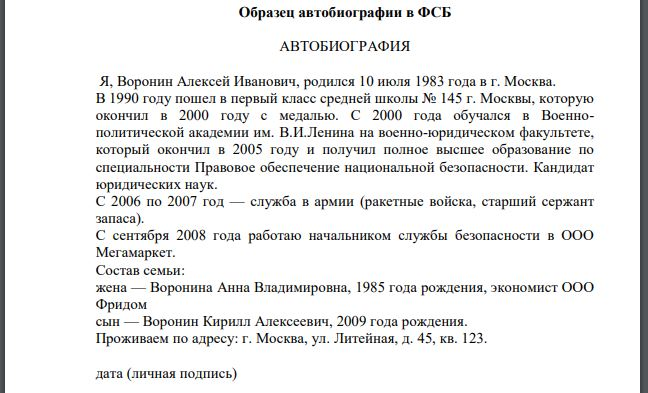 Образец автобиографии в ФСБ
АВТОБИОГРАФИЯ
Я, Воронин Алексей Иванович, родился 10 июля 1983 года в г. Москва.
В 1990 году пошел в первый класс средней школы № 145 г. Москвы, которую
окончил в 2000 году с медалью. С 2000 года обучался в Военно-
политической академии им. В.И.Ленина на военно-юридическом факультете,
который окончил в 2005 году и получил полное высшее образование по
специальности Правовое обеспечение национальной безопасности. Кандидат
юридических наук.
С 2006 по 2007 год — служба в армии (ракетные войска, старший сержант
запаса).
С сентября 2008 года работаю начальником службы безопасности в ООО
Мегамаркет.
Состав семьи:
жена — Воронина Анна Владимировна, 1985 года рождения, экономист ООО
Фридом
сын — Воронин Кирилл Алексеевич, 2009 года рождения.
Проживаем по адресу: г. Москва, ул. Литейная, д. 45, кв. 123.
дата (личная подпись)